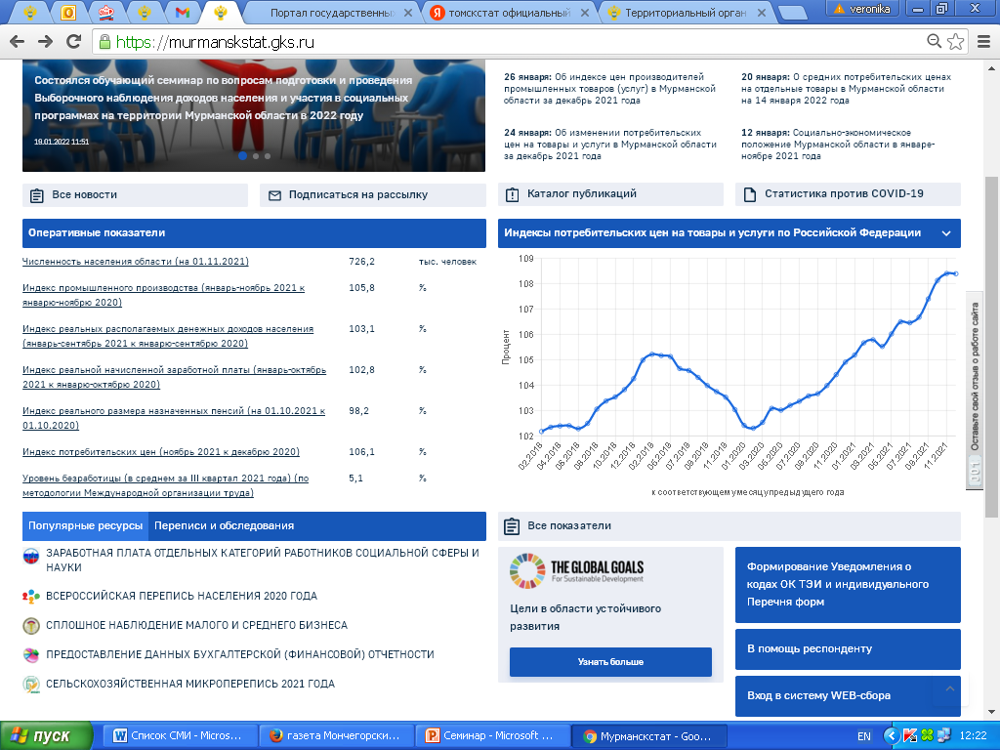 Портал государственны
томскстат официальный
Территориальный орган
veronika
https://murmanskstat.gks.ru
Состоялся обучающий семинар по вопросам подготовки и проведения
Выборочного наблюдения доходов населения и участия в социальных
программах на территории Мурманской области в 2022 году
19.01.2022 11:51
26 января: Об индексе цен производителей
промышленных товаров (услуг) в Мурманской
области за декабрь 2021 года
20 января: О средних потребительских ценах
на отдельные товары в Мурманской области
на 14 января 2022 года
24 января: Об изменении потребительских
цен на товары и услуги в Мурманской области
за декабрь 2021 года
12 января: Социально-экономическое
положение Мурманской области в январе-
ноябре 2021 года
Все новости
Подписаться на рассылку
Каталог публикаций
Статистика против COVID-19
Оперативные показатели
Численность населения области (на 01.11.2021) 726,2 тыс. человек
Индекс промышленного производства (январь-ноябрь 2021 к 105,8 %
январю-ноябрю 2020)
Индекс реальных располагаемых денежных доходов населения 103,1 %
(январь-сентябрь 2021 к январю-сентябрю 2020)
Индекс реальной начисленной заработной платы (январь-октябрь 102,8 %
2021 к январю-октябрю 2020)
Индекс реального размера назначенных пенсий (на 01.10.2021 к 98,2 %
01.10.2020)
Индекс потребительских цен (ноябрь 2021 к декабрю 2020) 106,1 %
Уровень безработицы (в среднем за III квартал 2021 года) (по 5,1 %
методологии Международной организации труда)
Индексы потребительских цен на товары и услуги по Российской Федерации
109
108
107
106
105
104
103
102
Процент
02.2018 04.2018 06.2018 08.2018 10.2018 12.2018 02.2019 05.2019 07.2019 09.2019 11.2019 01.2020 03.2020 05.2020 07.2020 09.2020 11.2020 01.2021 03.2021 05.2021 07.2021 09.2021 11.2021
к соответствующему месяцу предыдущего года
Оставьте свой отзыв о работе сайта
Популярные ресурсы
Переписи и обследования
ЗАРАБОТНАЯ ПЛАТА ОТДЕЛЬНЫХ КАТЕГОРИЙ РАБОТНИКОВ СОЦИАЛЬНОЙ СФЕРЫ И
НАУКИ
ВСЕРОССИЙСКАЯ ПЕРЕПИСЬ НАСЕЛЕНИЯ 2020 ГОДА
СПЛОШНОЕ НАБЛЮДЕНИЕ МАЛОГО И СРЕДНЕГО БИЗНЕСА
ПРЕДОСТАВЛЕНИЕ ДАННЫХ БУХГАЛТЕРСКОЙ (ФИНАНСОВОЙ) ОТЧЕТНОСТИ
СЕЛЬСКОХОЗЯЙСТВЕННАЯ МИКРОПЕРЕПИСЬ 2021 ГОДА
Все показатели
THE GLOBAL GOALS
For Sustainable Development
Цели в области устойчивого
развития
Узнать больше
Формирование Уведомления о
кодах ОК ТЭИ и индивидуального
Перечня форм
В помощь респонденту
Вход в систему WEB-сбора
пуск
Список СМИ - Micros...
газета Мончегорски...
Семинар - Microsoft ...
Мурманскстат - Goo...
EN
12:22